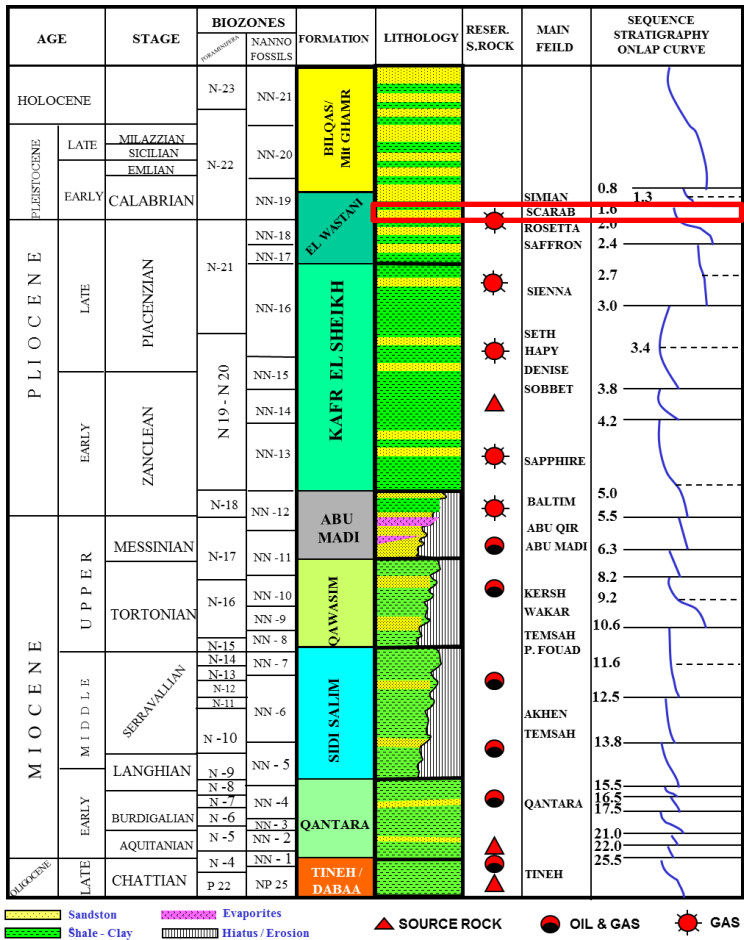 AGE
STAGE
BIOZONES
FORAMINIFERA
NANNO
FOSSILS
FORMATION
LITHOLOGY
RESER.
S.ROCK
MAIN
FEILD
SEQUENCE
STRATIGRAPHY
ONLAP CURVE
HOLOCENE
PLEISTOCENE
LATE
EARLY
PLIOCENE
LATE
EARLY
MIOCENE
UPPER
MIDDLE
EARLY
OLIGOCENE
LATE
MILAZZIAN
SICILIAN
EMLIAN
CALABRIAN
PIACENZIAN
ZANCLEAN
MESSINIAN
TORTONIAN
SERRAVALLIAN
LANGHIAN
BURDIGALIAN
AQUITANIAN
CHATTIAN
N-23
N-22
N-21
N 19 - N 20
N-18
N-17
N-16
N-15
N-14
N-13
N-12
N-11
N -10
N -9
N -8
N -7
N -6
N -5
N -4
P 22
NN-21
NN-20
NN-19
NN-18
NN-17
NN-16
NN-15
NN-14
NN-13
NN -12
NN -11
NN -10
NN -9
NN - 8
NN - 7
NN -6
NN - 5
NN -4
NN - 3
NN - 2
NN - 1
NP 25
BILQAS/
Mit GHAMR
EL WASTANI
KAFR EL SHEIKH
ABU
MADI
QAWASIM
SIDI SALIM
QANTARA
TINEH /
DABAA
SIMIAN
SCARAB
ROSETTA
SAFFRON
SIENNA
SETH
HAPY
DENISE
SOBBET
SAPPHIRE
BALTIM
ABU QIR
ABU MADI
KERSH
WAKAR
TEMSAH
P. FOUAD
AKHEN
TEMSAH
QANTARA
TINEH
0.8
1.3
1.6
2.0
2.4
2.7
3.0
3.4
3.8
4.2
5.0
5.5
6.3
8.2
9.2
10.6
11.6
12.5
13.8
15.5
16.5
17.5
21.0
22.0
25.5
Sandston
Evaporites
Shale - Clay
Hiatus / Erosion
SOURCE ROCK
OIL & GAS
GAS